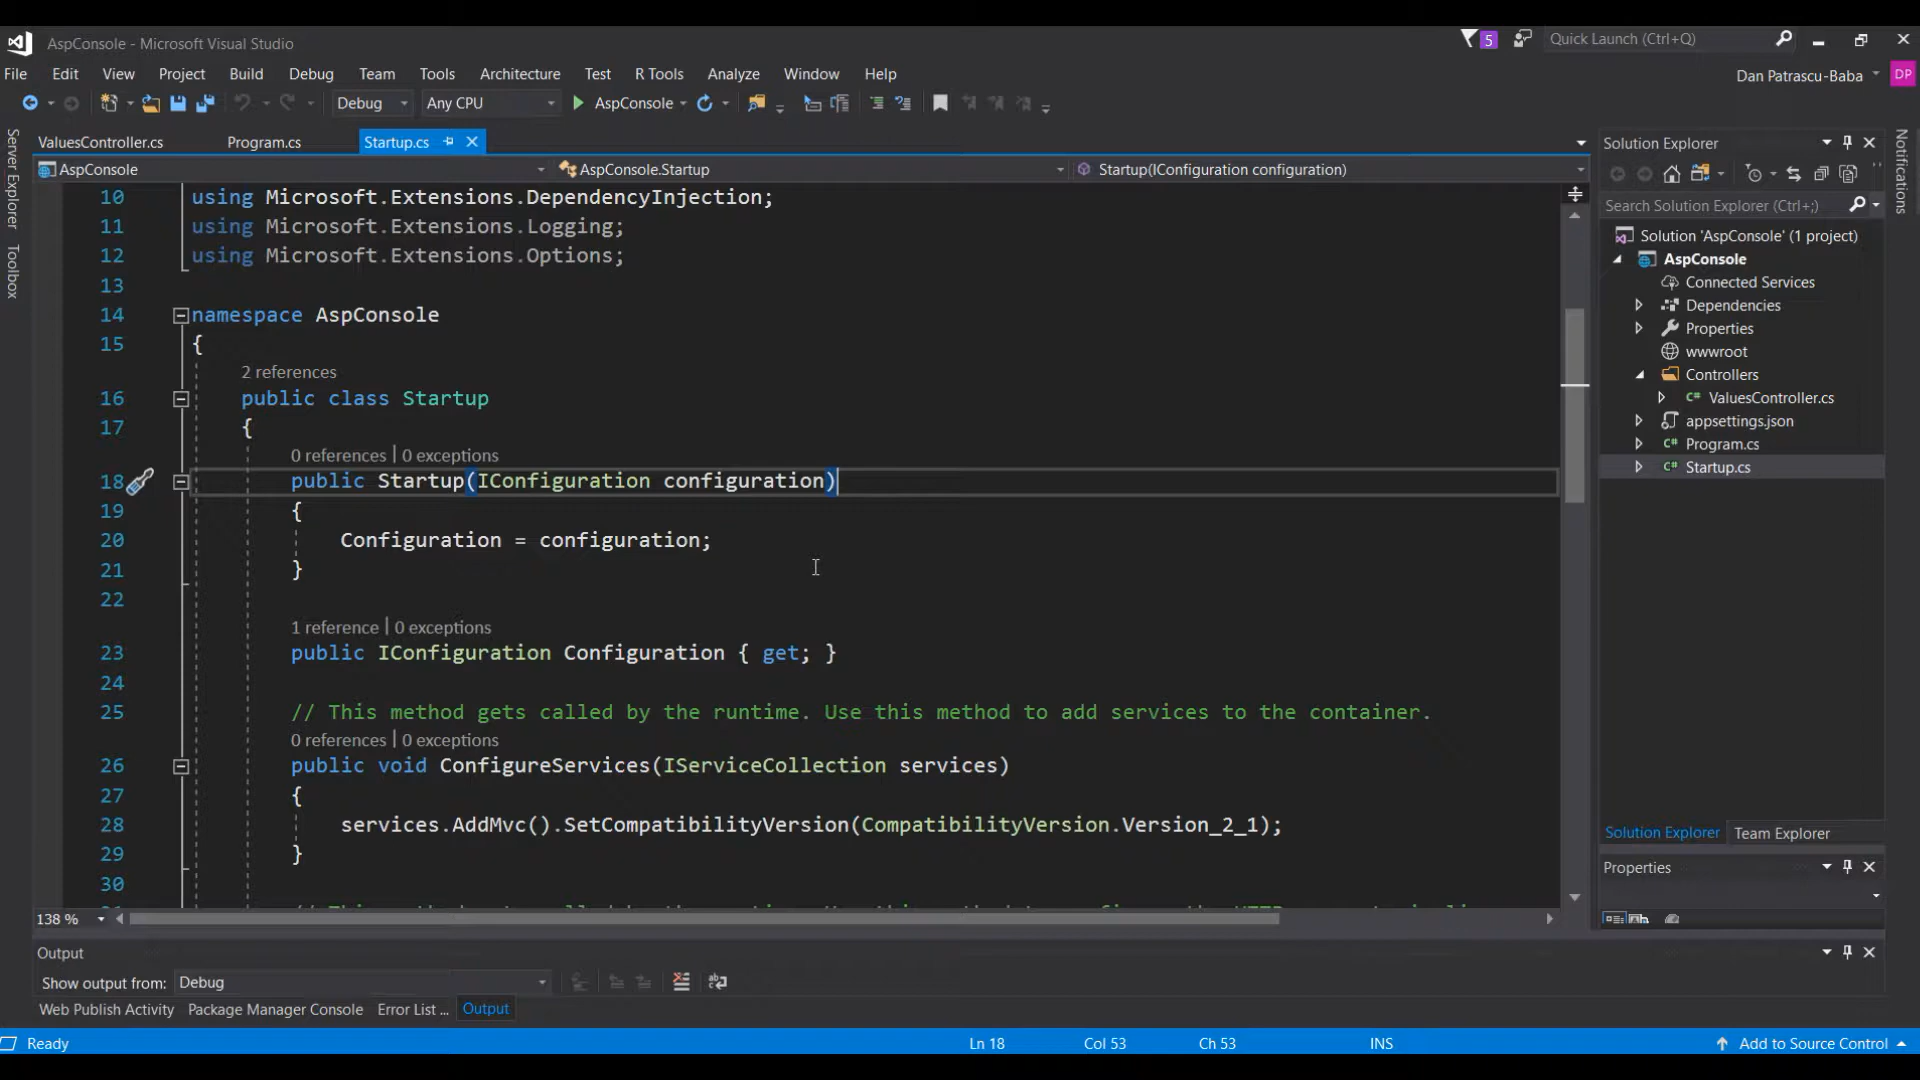 AspConsole - Microsoft Visual Studio
5
Quick Launch (Ctrl+Q)
File Edit View Project Build Debug Team Tools Architecture Test R Tools Analyze Window Help
Dan Patrascu-Baba DP
Debug Any CPU AspConsole
Server Explorer
Toolbox
Notifications
ValuesController.cs Program.cs Startup.cs
AspConsole AspConsole.Startup Startup(IConfiguration configuration)
10 using Microsoft.Extensions.DependencyInjection;
11 using Microsoft.Extensions.Logging;
12 using Microsoft.Extensions.Options;
13
14 namespace AspConsole
15 {
2 references
16 public class Startup
17 {
0 references | 0 exceptions
18 public Startup(IConfiguration configuration)
19 {
20 Configuration = configuration;
21 }
22
1 reference | 0 exceptions
23 public IConfiguration Configuration { get; }
24
25 // This method gets called by the runtime. Use this method to add services to the container.
0 references | 0 exceptions
26 public void ConfigureServices(IServiceCollection services)
27 {
28 services.AddMvc().SetCompatibilityVersion(CompatibilityVersion.Version_2_1);
29 }
30
138 %
Solution Explorer
Search Solution Explorer (Ctrl+;)
Solution 'AspConsole' (1 project)
AspConsole
Connected Services
Dependencies
Properties
wwwroot
Controllers
C# ValuesController.cs
appsettings.json
C# Program.cs
C# Startup.cs
Solution Explorer Team Explorer
Properties
Output
Show output from: Debug
Web Publish Activity Package Manager Console Error List ... Output
Ready Ln 18 Col 53 Ch 53 INS Add to Source Control